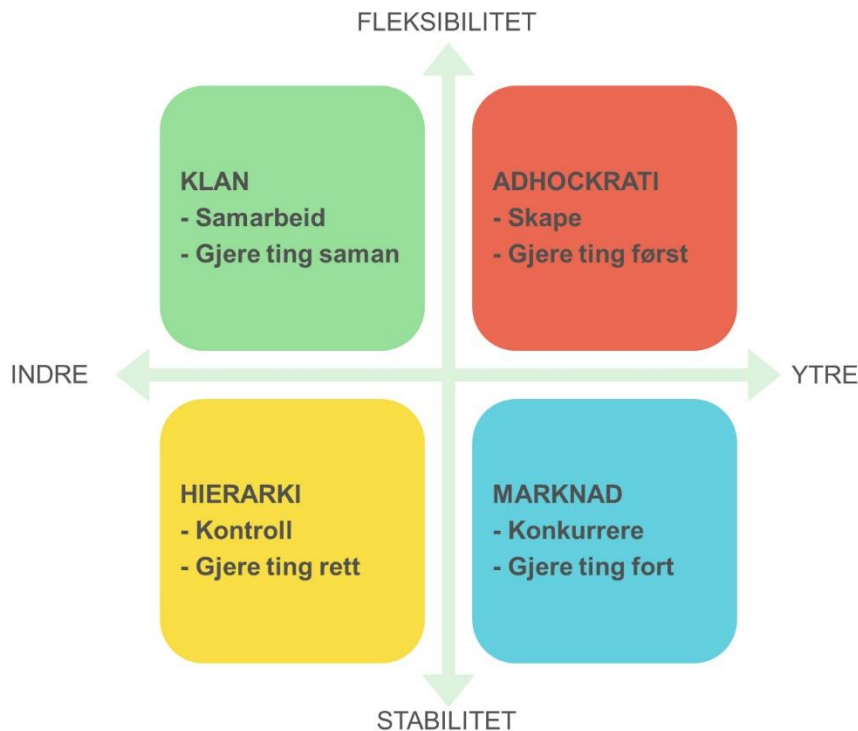 FLEKSIBILITET
KLAN
- Samarbeid
- Gjere ting saman
ADHOCKRATI
- Skape
- Gjere ting først
INDRE
YTRE
HIERARKI
- Kontroll
- Gjere ting rett
MARKNAD
- Konkurrere
- Gjere ting fort
STABILITET